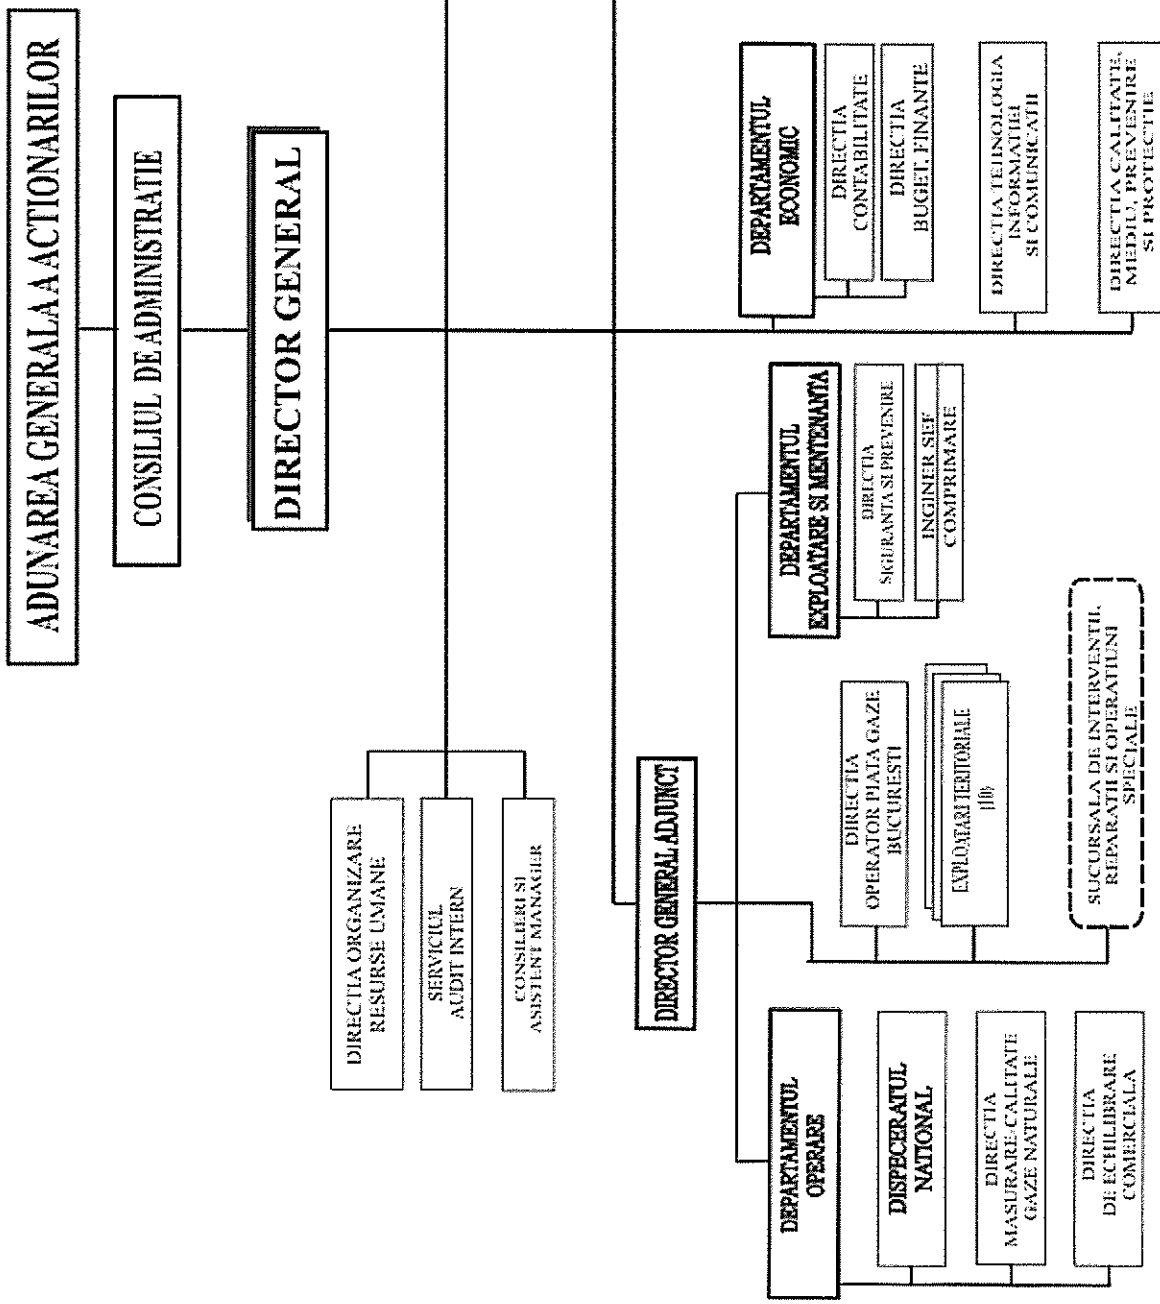 ADUNAREA GENERALA A ACTIONARILOR
CONSILIUL DE ADMINISTRATIE
DIRECTOR GENERAL
DIRECTIA ORGANIZARE
RESURSE UMANE
SERVICIUL
AUDIT INTERN
CONSILIERI SI
ASISTENT MANAGER
DIRECTOR GENERAL ADJUNCT
DEPARTAMENTUL
OPERARE
DISPECERATUL
NATIONAL
DIRECTIA
MASURARE-CALITATE
GAZE NATURALE
DIRECTIA
DE ECHILIBRARE
COMERCIALA
DIRECTIA
OPERATOR PIATA GAZE
BUCURESTI
EXPLOATARI TERITORIALE
(10)
SUCURSALA DE INTERVENTII,
REPARATII SI OPERATIUNI
SPECIALE
DEPARTAMENTUL
EXPLOATARE SI MENTENANTA
DIRECTIA
SIGURANTA SI PREVENIRE
INGINER SEF
COMPRIMARE
DEPARTAMENTUL
ECONOMIC
DIRECTIA
CONTABILITATE
DIRECTIA
BUGET, FINANTE
DIRECTIA TEHNOLOGIA
INFORMATIEI
SI COMUNICATII
DIRECTIA CALITATE,
MEDIU, PREVENIRE
SI PROTECTIE